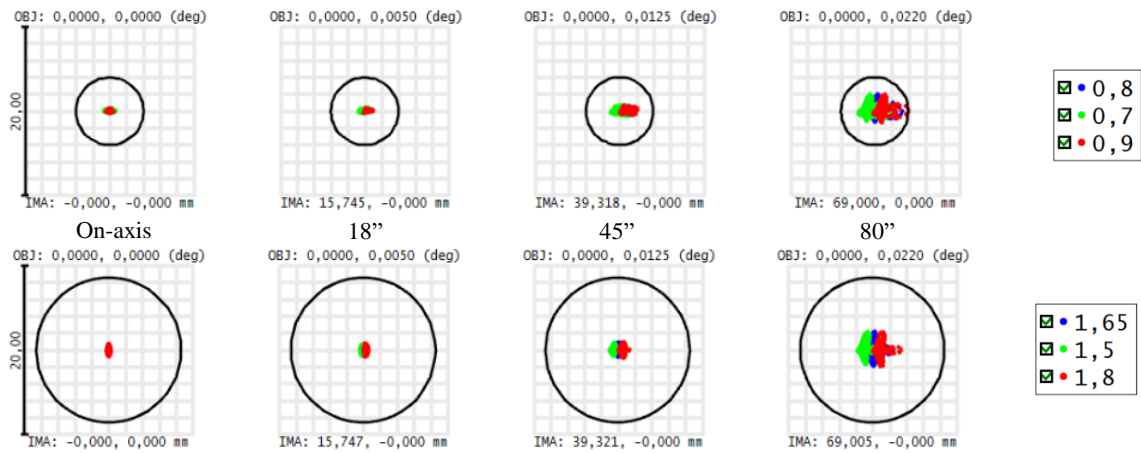 OBJ: 0,0000, 0,0000 (deg) OBJ: 0,0000, 0,0050 (deg) OBJ: 0,0000, 0,0125 (deg) OBJ: 0,0000, 0,0220 (deg)
20,00
0,8
0,7
0,9
IMA: -0,000, -0,000 mm IMA: 15,745, -0,000 mm IMA: 39,318, -0,000 mm IMA: 69,000, 0,000 mm
On-axis 18” 45” 80”
OBJ: 0,0000, 0,0000 (deg) OBJ: 0,0000, 0,0050 (deg) OBJ: 0,0000, 0,0125 (deg) OBJ: 0,0000, 0,0220 (deg)
20,00
1,65
1,5
1,8
IMA: -0,000, 0,000 mm IMA: 15,747, -0,000 mm IMA: 39,321, -0,000 mm IMA: 69,005, -0,000 mm